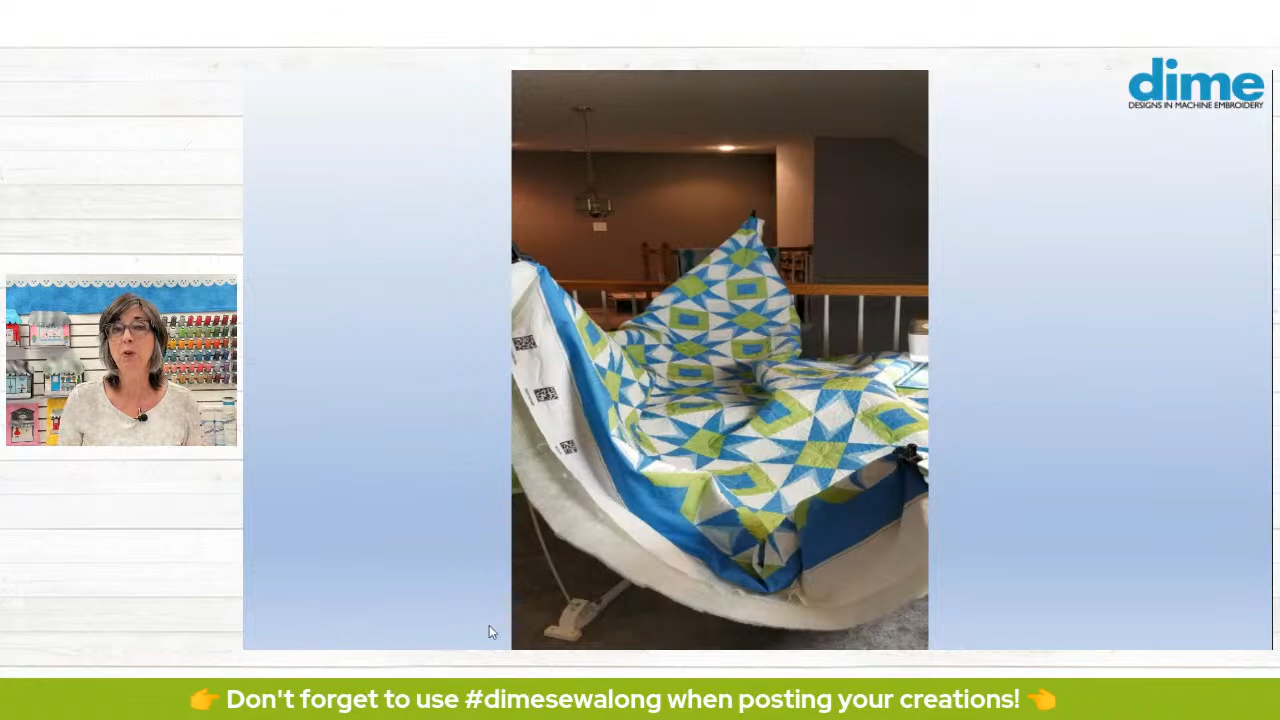 dime
DESIGNS IN MACHINE EMBROIDERY
👉 Don't forget to use #dimesewalong when posting your creations! 👈